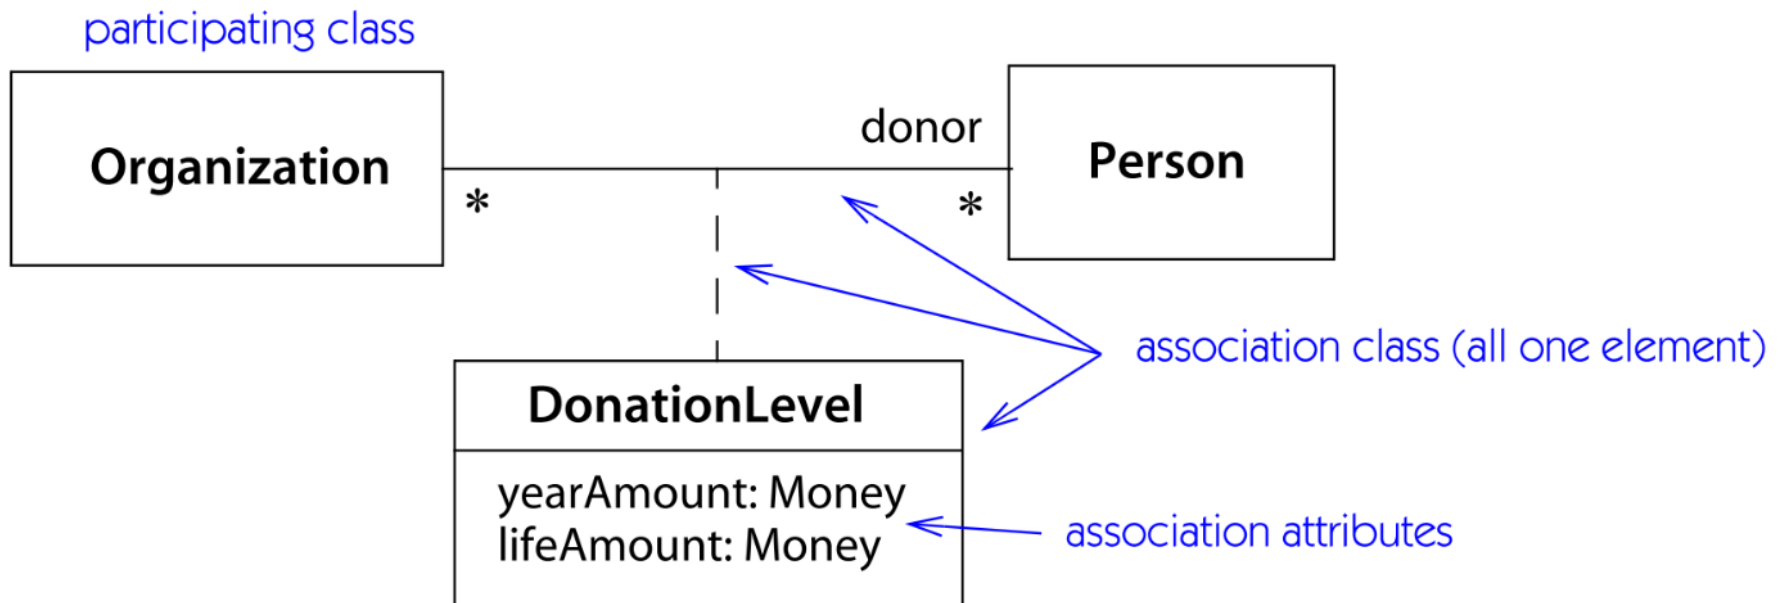 participating class
Organization
donor
Person
*
*
association class (all one element)
DonationLevel
yearAmount: Money
lifeAmount: Money
association attributes